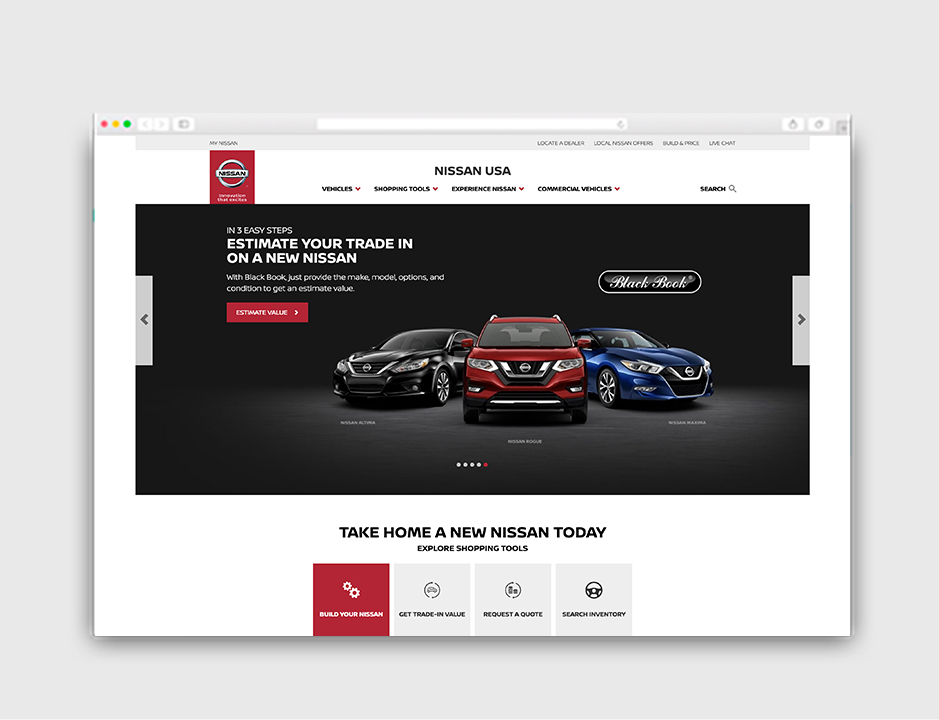 MY NISSAN
LOCATE A DEALER LOCAL NISSAN OFFERS BUILD & PRICE LIVE CHAT
NISSAN
Innovation
that excites
NISSAN USA
VEHICLES SHOPPING TOOLS EXPERIENCE NISSAN COMMERCIAL VEHICLES SEARCH
IN 3 EASY STEPS
ESTIMATE YOUR TRADE IN
ON A NEW NISSAN
With Black Book, just provide the make, model, options, and
condition to get an estimate value.
ESTIMATE VALUE
Black Book®
NISSAN ALTIMA
NISSAN ROGUE
NISSAN MAXIMA
TAKE HOME A NEW NISSAN TODAY
EXPLORE SHOPPING TOOLS
BUILD YOUR NISSAN
GET TRADE-IN VALUE
REQUEST A QUOTE
SEARCH INVENTORY